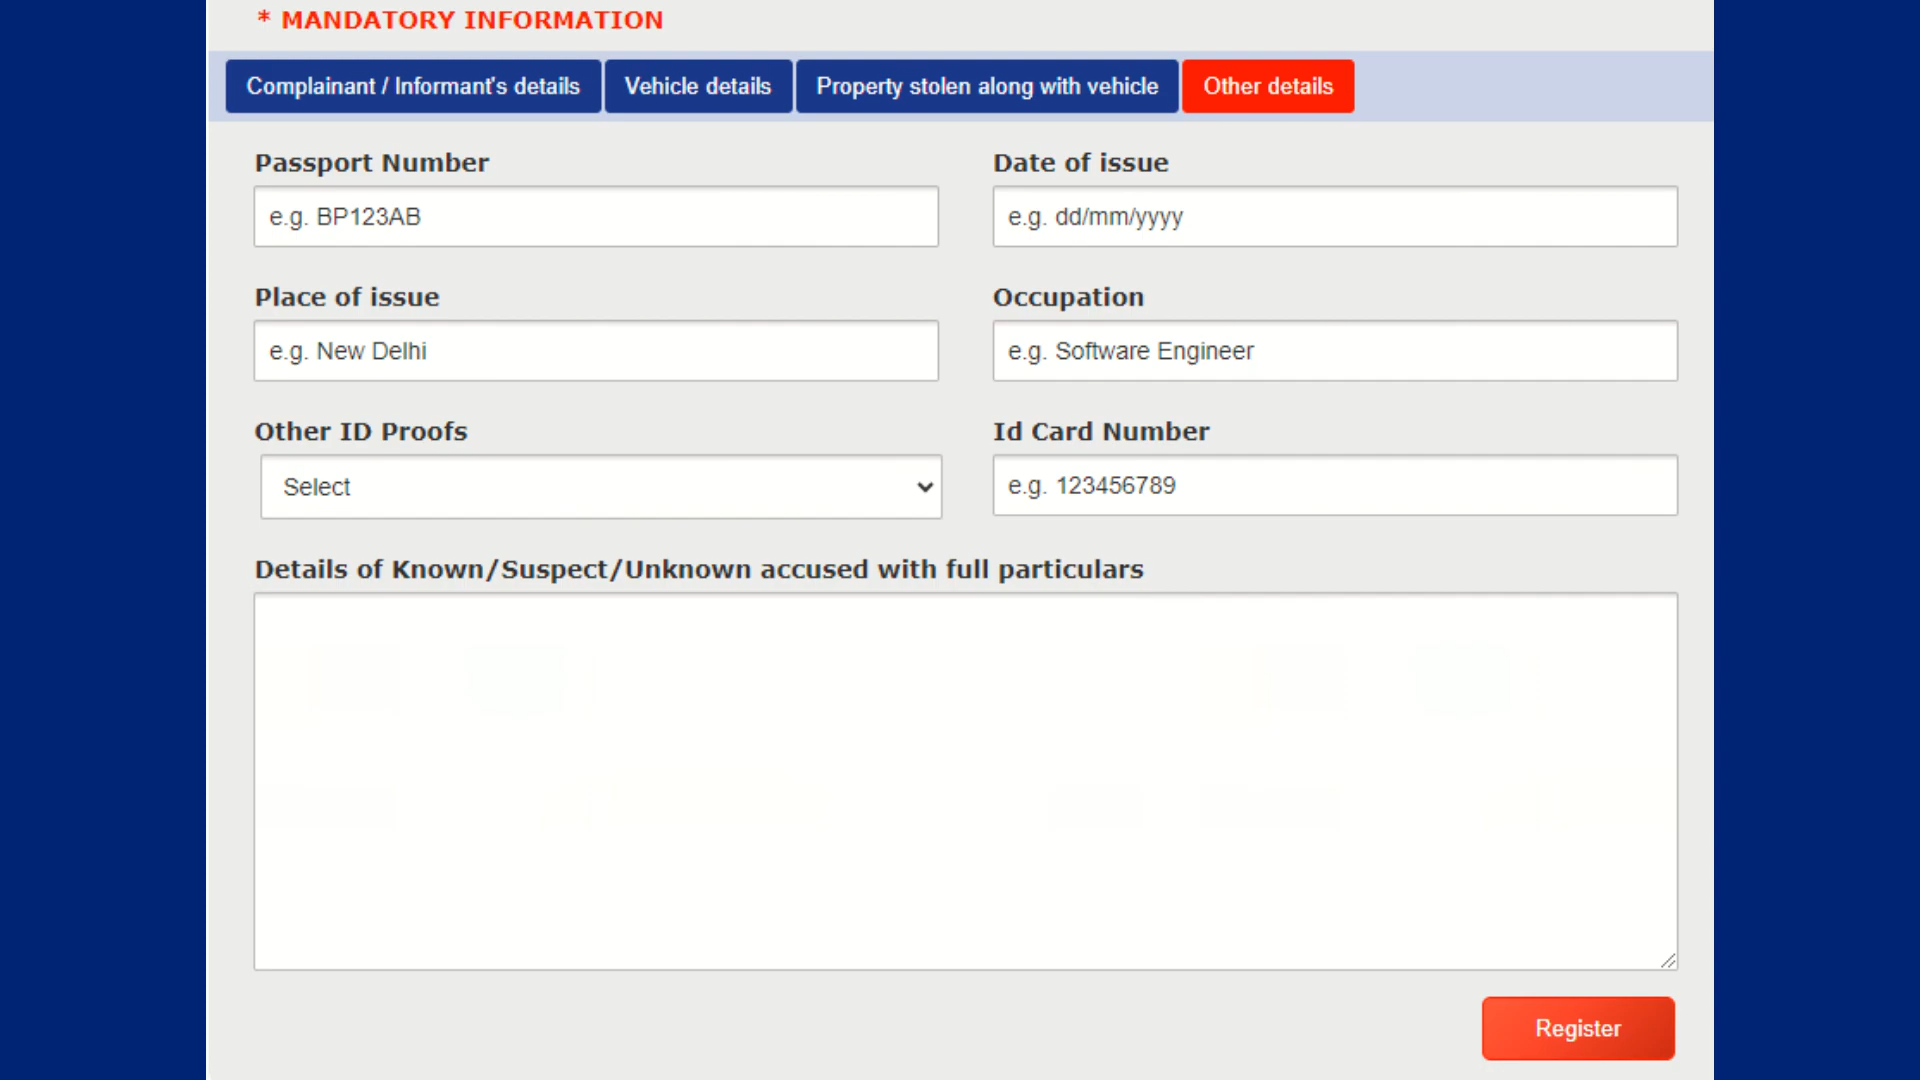 * MANDATORY INFORMATION
Complainant / Informant's details Vehicle details Property stolen along with vehicle Other details
Passport Number Date of issue
e.g. BP123AB e.g. dd/mm/yyyy
Place of issue Occupation
e.g. New Delhi e.g. Software Engineer
Other ID Proofs Id Card Number
Select e.g. 123456789
Details of Known/Suspect/Unknown accused with full particulars
Register